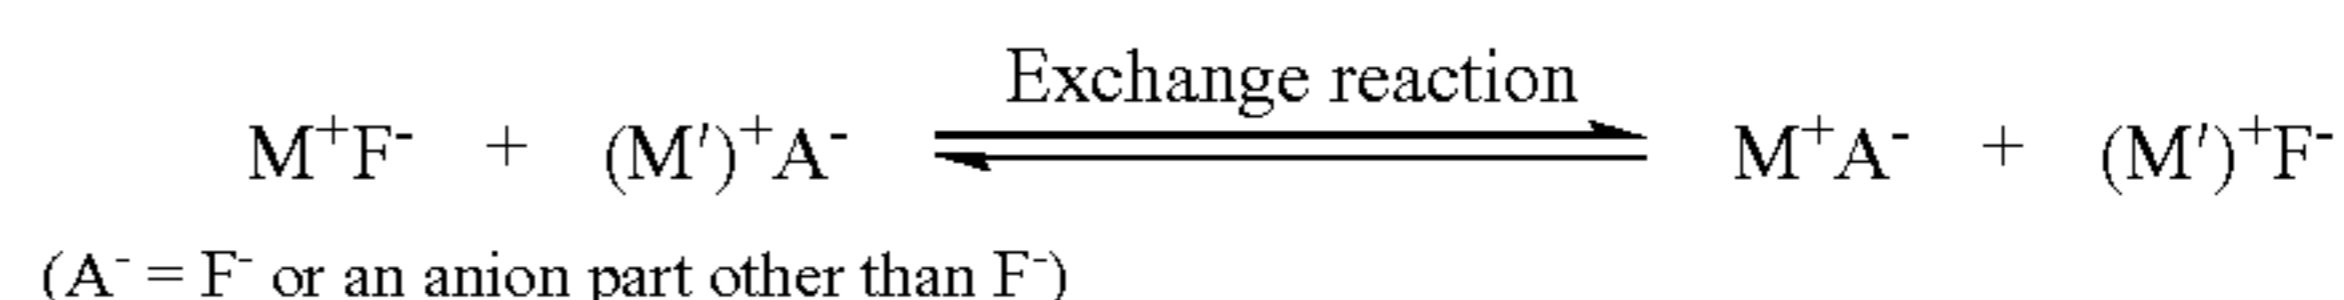 Exchange reaction
M⁺F⁻ + (M′)⁺A⁻ ⇌ M⁺A⁻ + (M′)⁺F⁻
(A⁻ = F⁻ or an anion part other than F⁻)